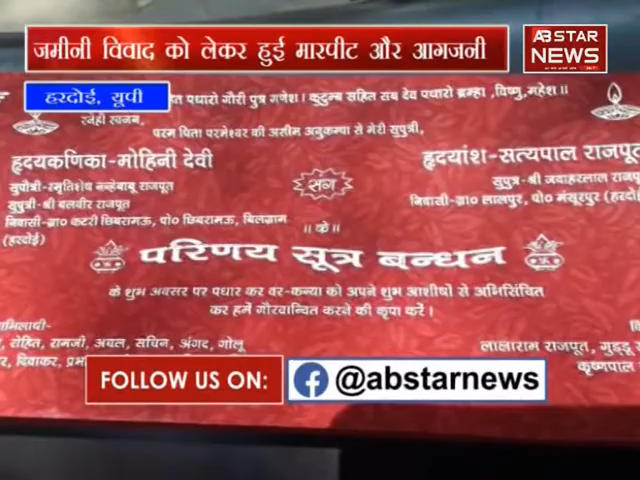 जमीनी विवाद को लेकर हुई मारपीट और आगजनी
AB STAR
NEWS
हरदोई, यूपी
पधारो गौरी पुत्र गणेश। कुटुम्ब सहित सब देव पधारो ब्रम्हा, विष्णु, महेश॥
स्नेही स्वजन,
परम पिता परमेश्वर की असीम अनुकम्पा से मेरी सुपुत्री,
हृदयकणिका-मोहिनी देवी
सुपौत्री-स्मृतिशेष नन्हेबाबू राजपूत
सुपुत्री-श्री बलवीर राजपूत
निवासी-ग्रा० कटरी छिबरामऊ, पो० छिबरामऊ, बिलग्राम
(हरदोई)
संग
हृदयांश-सत्यपाल राजपूत
सुपुत्र-श्री जवाहरलाल
निवासी-ग्रा० लालपुर, पो० मंसूरपुर
॥ के॥
परिणय सूत्र बन्धन
के शुभ अवसर पर पधार कर वर-कन्या को अपने शुभ आशीषों से अभिसिंचित
कर हमें गौरवान्वित करने की कृपा करें।
रोहित, रामजी, अचल, सचिन, अंगद, गोलू
दिवाकर,
लालाराम राजपूत, गुड्डू
कृष्णपाल
FOLLOW US ON:
@abstarnews